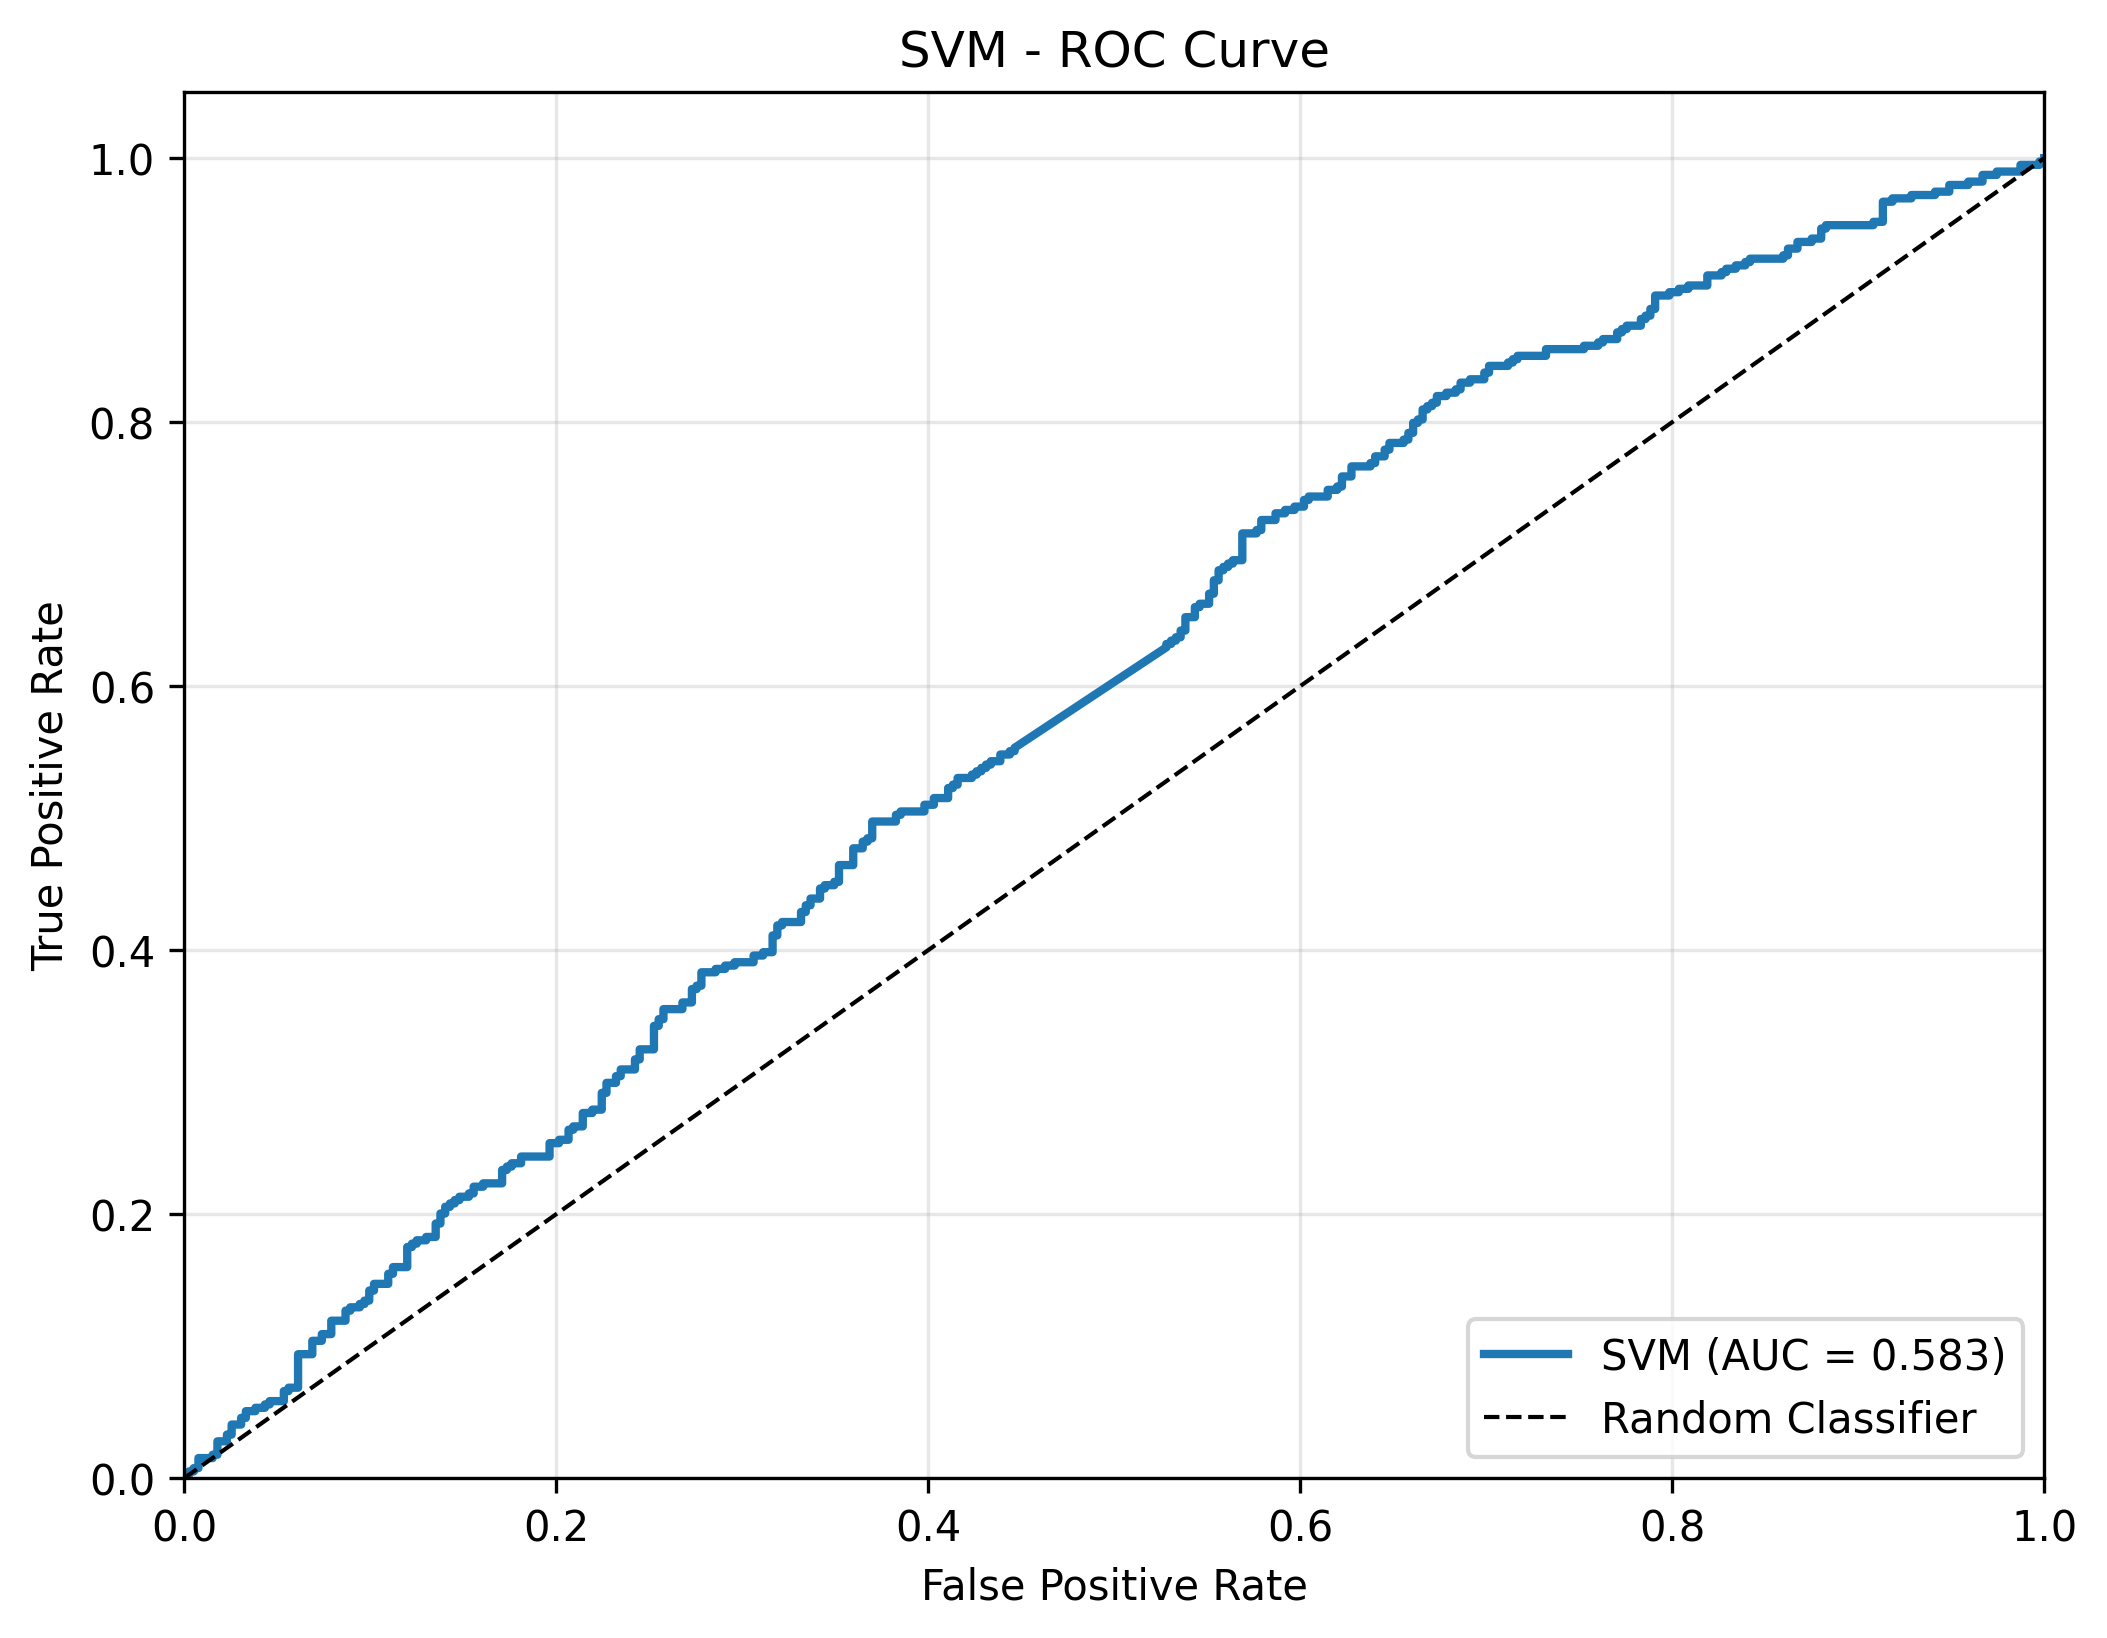 SVM - ROC Curve
True Positive Rate
1.0
0.8
0.6
0.4
0.2
0.0
0.0 0.2 0.4 0.6 0.8 1.0
False Positive Rate
SVM (AUC = 0.583)
Random Classifier